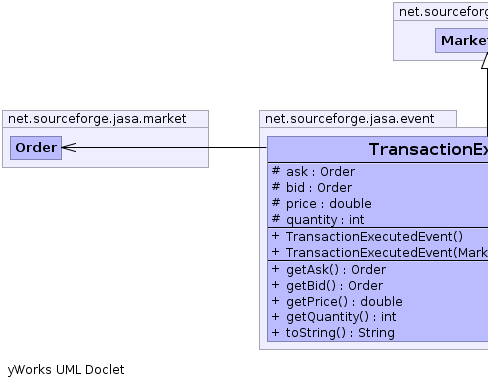 net.sourceforg
Marke
net.sourceforge.jasa.market
Order
net.sourceforge.jasa.event
TransactionEx
# ask : Order
# bid : Order
# price : double
# quantity : int
+ TransactionExecutedEvent()
+ TransactionExecutedEvent(Mark
+ getAsk() : Order
+ getBid() : Order
+ getPrice() : double
+ getQuantity() : int
+ toString() : String
yWorks UML Doclet